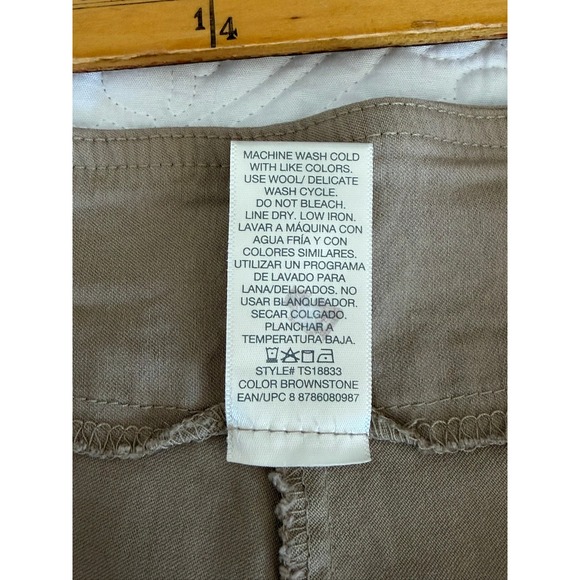 1 4
MACHINE WASH COLD
WITH LIKE COLORS.
USE WOOL/ DELICATE
WASH CYCLE.
DO NOT BLEACH.
LINE DRY. LOW IRON.
LAVAR A MÁQUINA CON
AGUA FRÍA Y CON
COLORES SIMILARES.
UTILIZAR UN PROGRAMA
DE LAVADO PARA
LANA/DELICADOS. NO
USAR BLANQUEADOR.
SECAR COLGADO.
PLANCHAR A
TEMPERATURA BAJA.
STYLE# TS18833
COLOR BROWNSTONE
EAN/UPC 8 8786080987